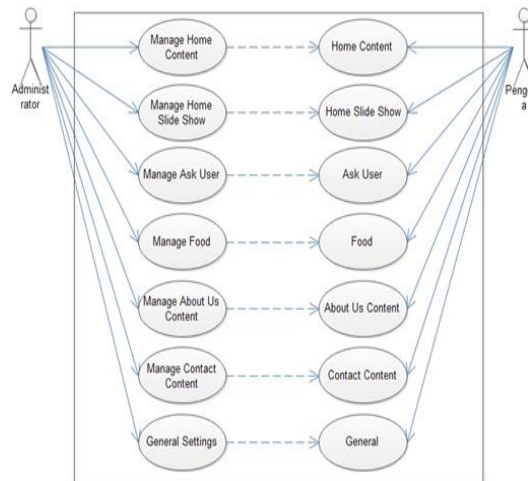 Manage Home
Content
Home Content
Administ
rator
Manage Home
Slide Show
Home Slide Show
Manage Ask User
Ask User
Manage Food
Food
Manage About Us
Content
About Us Content
Manage Contact
Content
Contact Content
General Settings
General